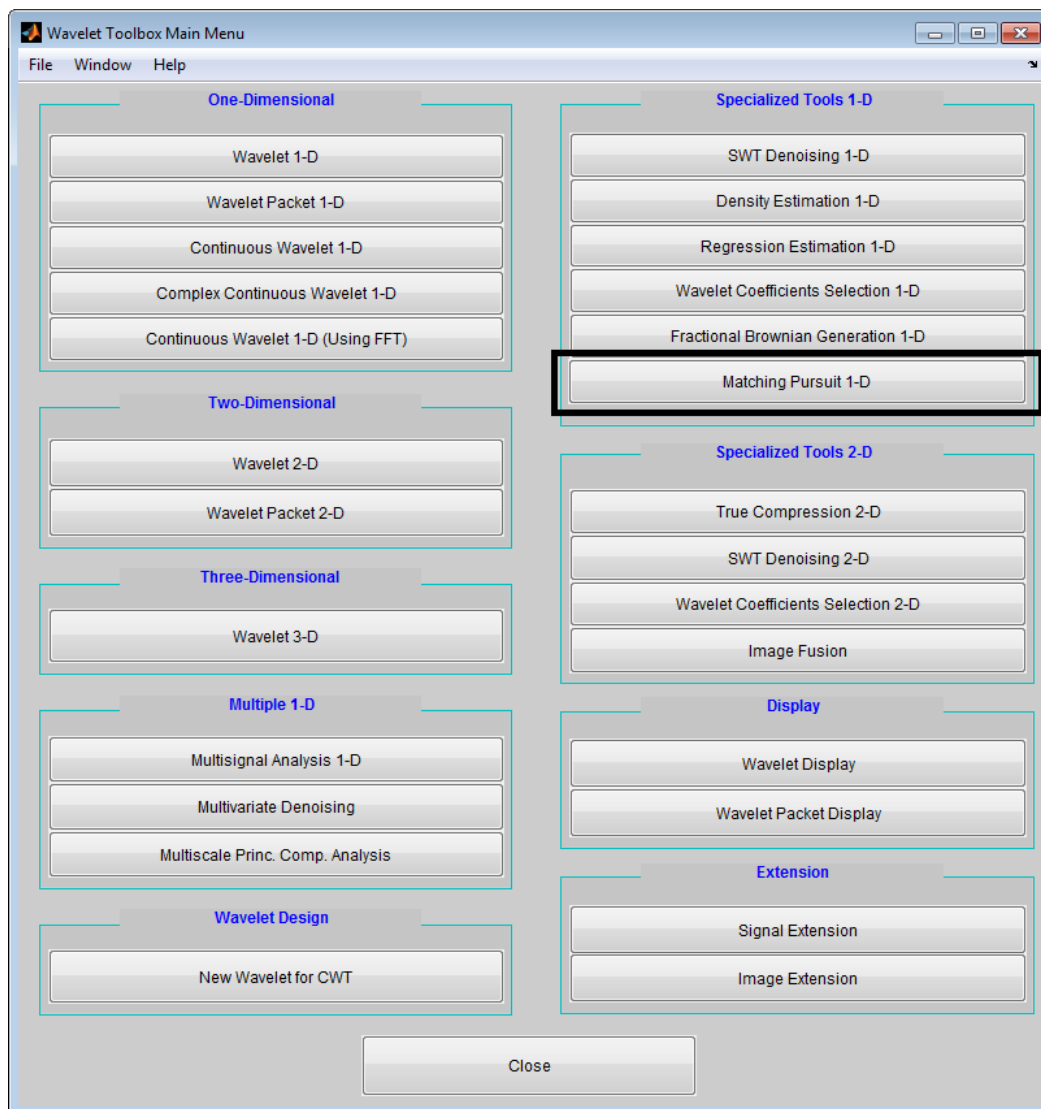 Wavelet Toolbox Main Menu
File Window Help
One-Dimensional
Wavelet 1-D
Wavelet Packet 1-D
Continuous Wavelet 1-D
Complex Continuous Wavelet 1-D
Continuous Wavelet 1-D (Using FFT)
Two-Dimensional
Wavelet 2-D
Wavelet Packet 2-D
Three-Dimensional
Wavelet 3-D
Multiple 1-D
Multisignal Analysis 1-D
Multivariate Denoising
Multiscale Princ. Comp. Analysis
Wavelet Design
New Wavelet for CWT
Specialized Tools 1-D
SWT Denoising 1-D
Density Estimation 1-D
Regression Estimation 1-D
Wavelet Coefficients Selection 1-D
Fractional Brownian Generation 1-D
Matching Pursuit 1-D
Specialized Tools 2-D
True Compression 2-D
SWT Denoising 2-D
Wavelet Coefficients Selection 2-D
Image Fusion
Display
Wavelet Display
Wavelet Packet Display
Extension
Signal Extension
Image Extension
Close